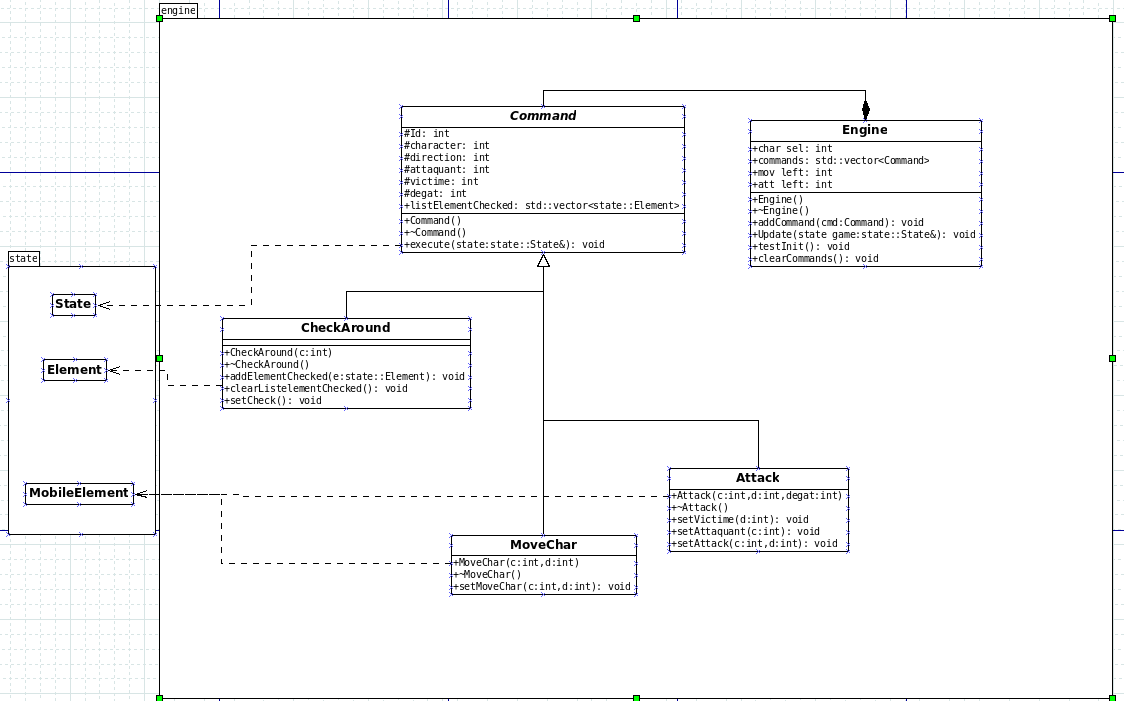 engine
Command
#Id: int
#character: int
#direction: int
#attaquant: int
#victime: int
#degat: int
+listElementChecked: std::vector<state::Element>
+Command()
+~Command()
+execute(state:state::State&): void
Engine
+char sel: int
+commands: std::vector<Command>
+mov left: int
+att left: int
+Engine()
+~Engine()
+addCommand(cmd:Command): void
+Update(state game:state::State&): void
+testInit(): void
+clearCommands(): void
state
State
Element
MobileElement
CheckAround
+CheckAround(c:int)
+~CheckAround()
+addElementChecked(e:state::Element): void
+clearListelementChecked(): void
+setCheck(): void
Attack
+Attack(c:int,d:int,degat:int)
+~Attack()
+setVictime(d:int): void
+setAttaquant(c:int): void
+setAttack(c:int,d:int): void
MoveChar
+MoveChar(c:int,d:int)
+~MoveChar()
+setMoveChar(c:int,d:int): void